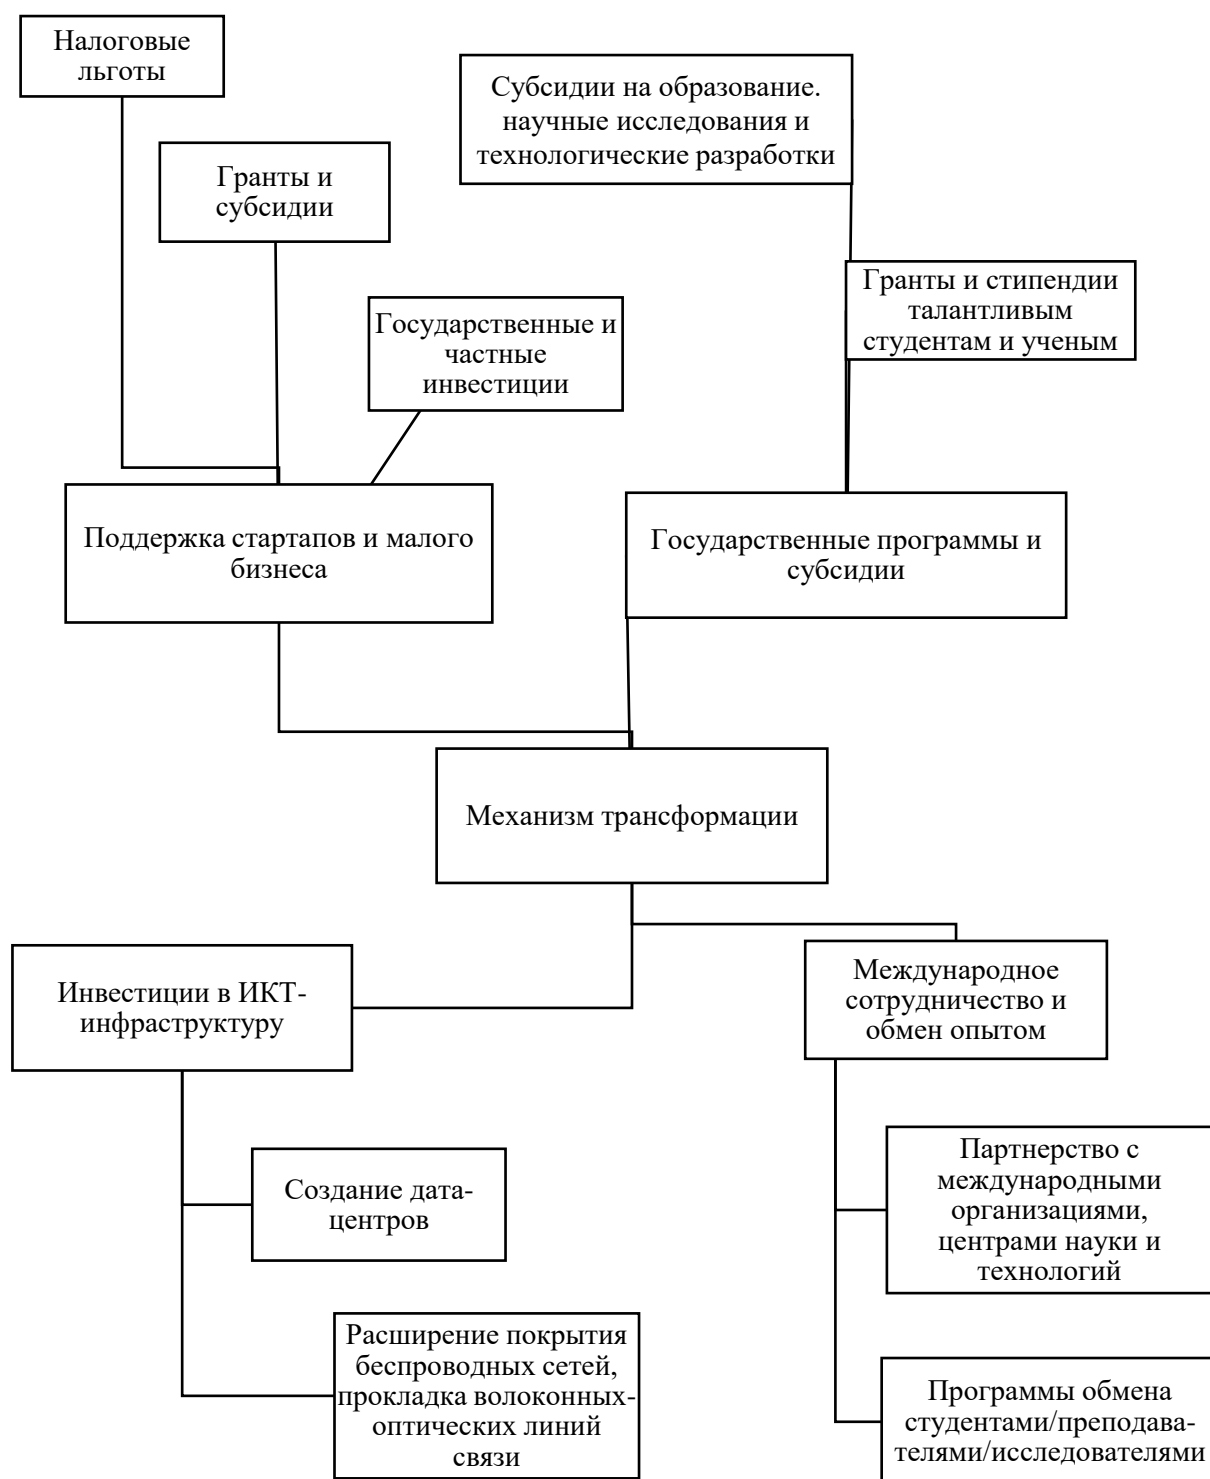 Налоговые
льготы
Субсидии на образование.
научные исследования и
технологические разработки
Гранты и
субсидии
Гранты и стипендии
талантливым
студентам и ученым
Государственные и
частные
инвестиции
Поддержка стартапов и малого
бизнеса
Государственные программы и
субсидии
Механизм трансформации
Инвестиции в ИКТ-
инфраструктуру
Международное
сотрудничество и
обмен опытом
Создание дата-
центров
Партнерство с
международными
организациями,
центрами науки и
технологий
Расширение покрытия
беспроводных сетей,
прокладка волоконных-
оптических линий
связи
Программы обмена
студентами/преподава-
телями/исследователями